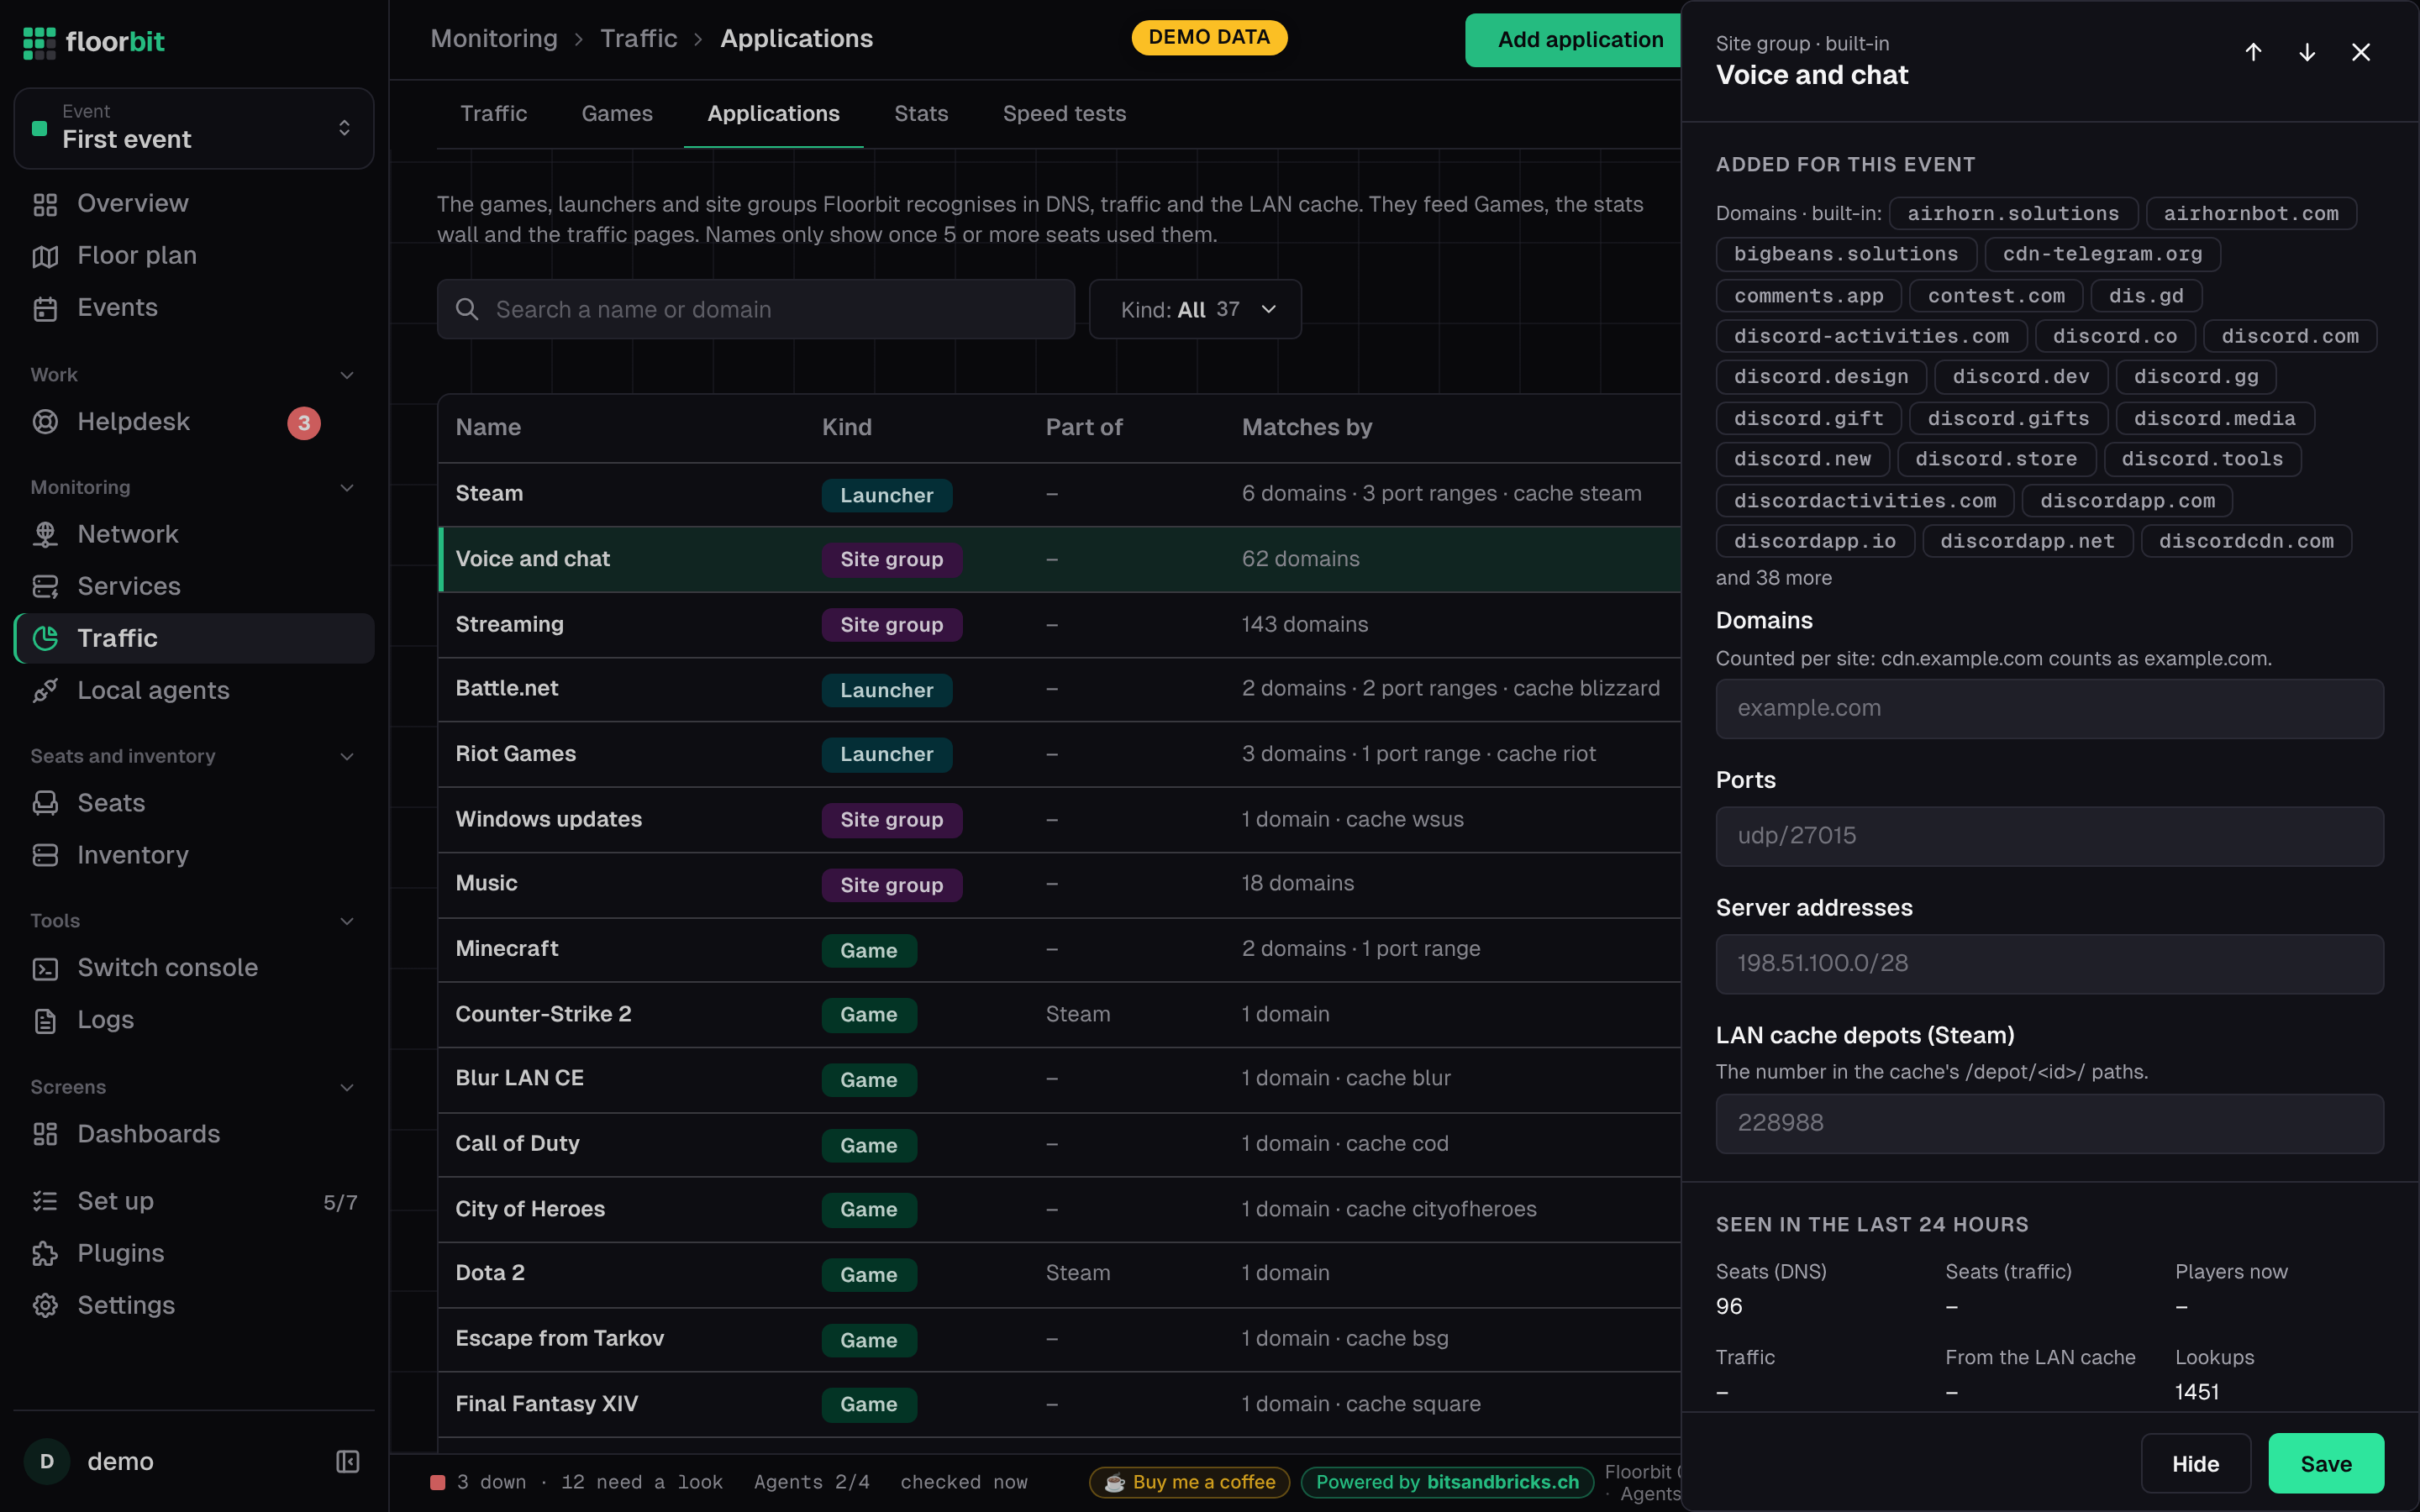 floorbit
Event
First event
Overview
Floor plan
Events
Work
Helpdesk 3
Monitoring
Network
Services
Traffic
Local agents
Seats and inventory
Seats
Inventory
Tools
Switch console
Logs
Screens
Dashboards
Set up 5/7
Plugins
Settings
D demo
Monitoring > Traffic > Applications
DEMO DATA
Add application
Traffic Games Applications Stats Speed tests
The games, launchers and site groups Floorbit recognises in DNS, traffic and the LAN cache. They feed Games, the stats
wall and the traffic pages. Names only show once 5 or more seats used them.
Search a name or domain
Kind: All 37
Name Kind Part of Matches by
Steam Launcher – 6 domains · 3 port ranges · cache steam
Voice and chat Site group – 62 domains
Streaming Site group – 143 domains
Battle.net Launcher – 2 domains · 2 port ranges · cache blizzard
Riot Games Launcher – 3 domains · 1 port range · cache riot
Windows updates Site group – 1 domain · cache wsus
Music Site group – 18 domains
Minecraft Game – 2 domains · 1 port range
Counter-Strike 2 Game Steam 1 domain
Blur LAN CE Game – 1 domain · cache blur
Call of Duty Game – 1 domain · cache cod
City of Heroes Game – 1 domain · cache cityofheroes
Dota 2 Game Steam 1 domain
Escape from Tarkov Game – 1 domain · cache bsg
Final Fantasy XIV Game – 1 domain · cache square
3 down · 12 need a look Agents 2/4 checked now
☕ Buy me a coffee
Powered by bitsandbricks.ch
Floorbit
· Agents
Site group · built-in
Voice and chat
ADDED FOR THIS EVENT
Domains · built-in: airhorn.solutions airhornbot.com
bigbeans.solutions cdn-telegram.org
comments.app contest.com dis.gd
discord-activities.com discord.co discord.com
discord.design discord.dev discord.gg
discord.gift discord.gifts discord.media
discord.new discord.store discord.tools
discordactivities.com discordapp.com
discordapp.io discordapp.net discordcdn.com
and 38 more
Domains
Counted per site: cdn.example.com counts as example.com.
example.com
Ports
udp/27015
Server addresses
198.51.100.0/28
LAN cache depots (Steam)
The number in the cache's /depot/<id>/ paths.
228988
SEEN IN THE LAST 24 HOURS
Seats (DNS) Seats (traffic) Players now
96 – –
Traffic From the LAN cache Lookups
– – 1451
Hide Save